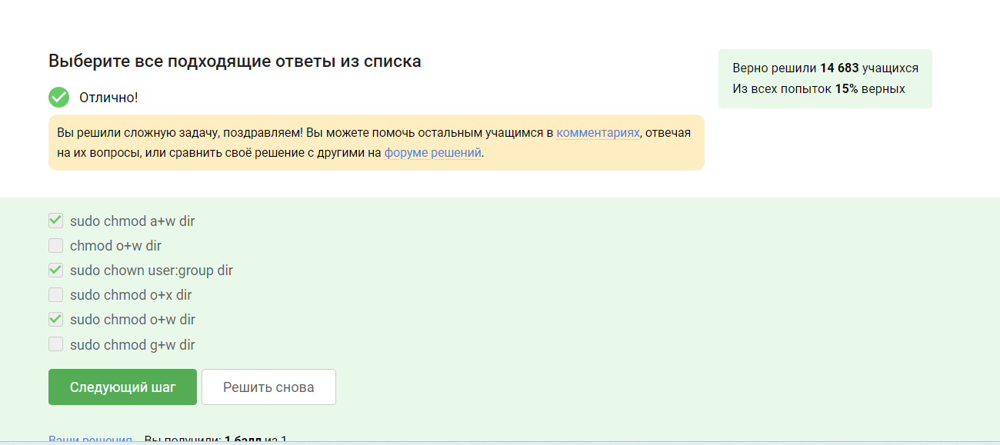 Выберите все подходящие ответы из списка
Верно решили 14 683 учащихся
Из всех попыток 15% верных
Отлично!
Вы решили сложную задачу, поздравляем! Вы можете помочь остальным учащимся в комментариях, отвечая
на их вопросы, или сравнить своё решение с другими на форуме решений.
sudo chmod a+w dir
chmod o+w dir
sudo chown user:group dir
sudo chmod o+x dir
sudo chmod o+w dir
sudo chmod g+w dir
Следующий шаг
Решить снова
Ваши решения Вы получили: 1 балл из 1